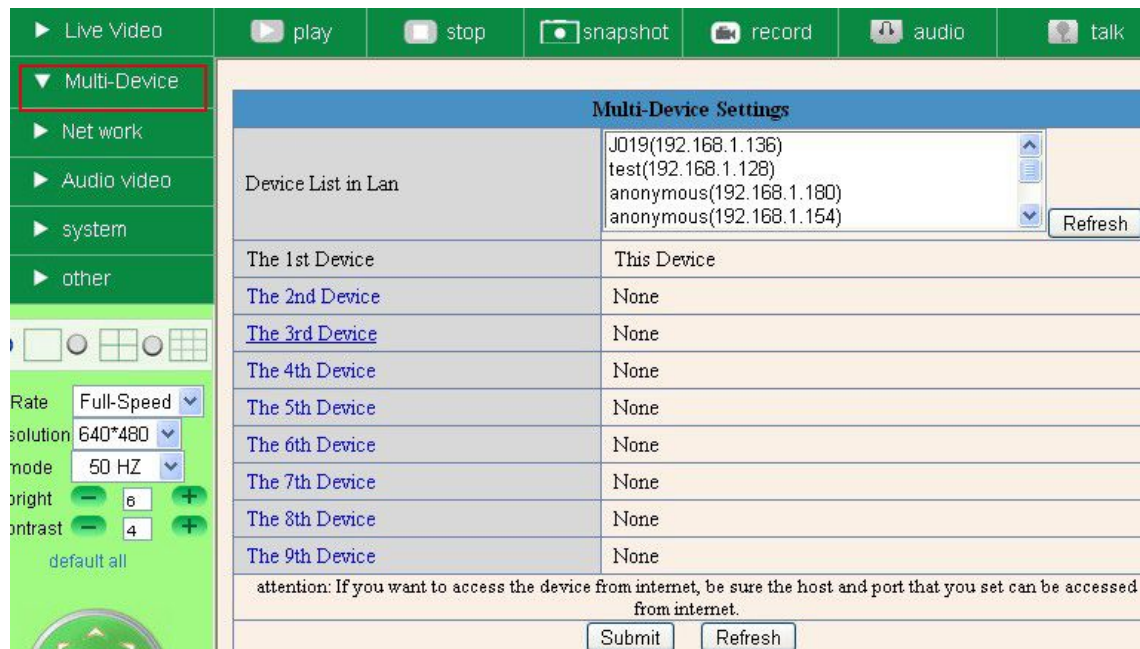 Live Video
play
stop
snapshot
record
audio
talk
Multi-Device
Net work
Audio video
system
other
Rate Full-Speed
solution 640*480
mode 50 HZ
bright 6
ontrast 4
default all
Multi-Device Settings
Device List in Lan
J019(192.168.1.136)
test(192.168.1.128)
anonymous(192.168.1.180)
anonymous(192.168.1.154)
Refresh
The 1st Device This Device
The 2nd Device None
The 3rd Device None
The 4th Device None
The 5th Device None
The 6th Device None
The 7th Device None
The 8th Device None
The 9th Device None
attention: If you want to access the device from internet, be sure the host and port that you set can be accessed
from internet.
Submit Refresh